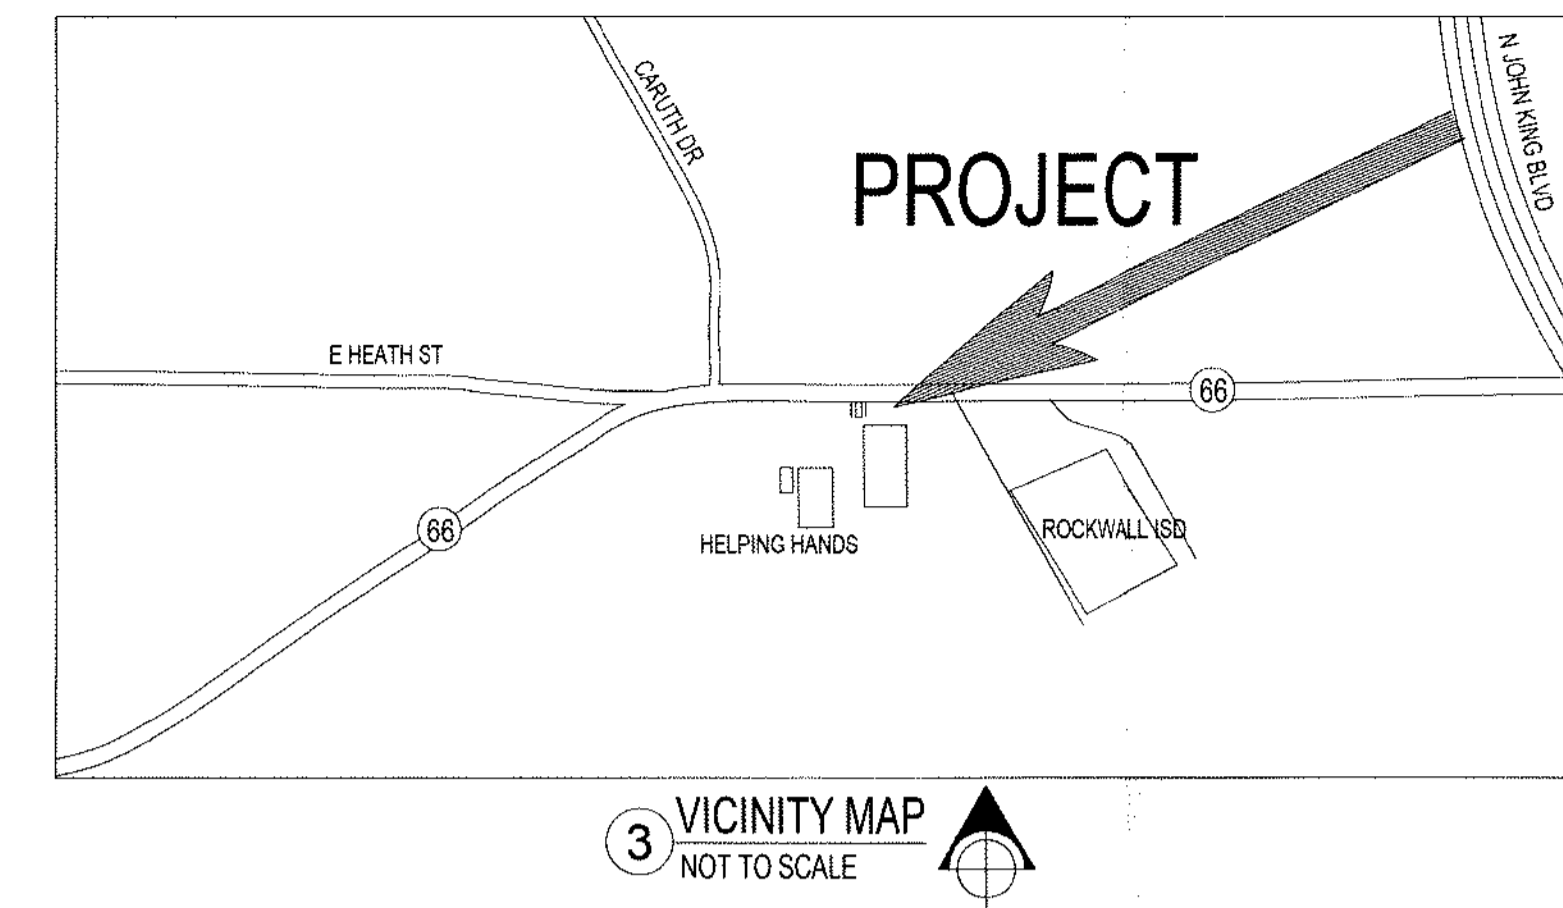 CARUTH DR
N JOHN KING BLVD
PROJECT
E HEATH ST
66
66
ROCKWALL ISD
HELPING HANDS
3
VICINITY MAP
NOT TO SCALE